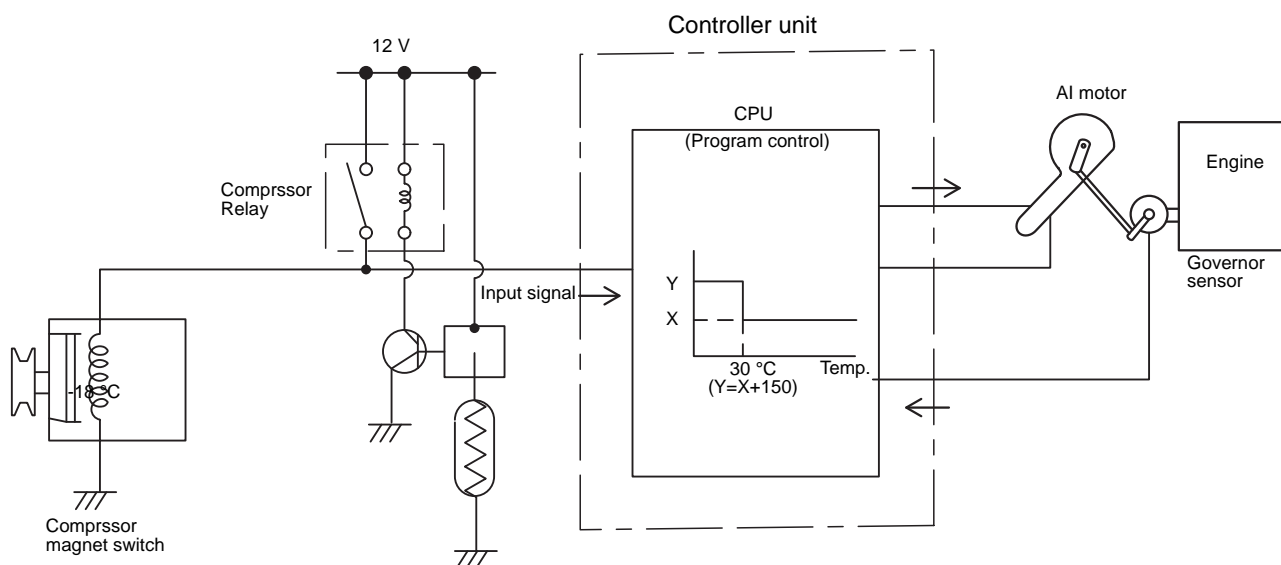 Controller unit
12 V
AI motor
CPU
(Program control)
Engine
Comprssor
Relay
Governor
sensor
Input signal
Y
X
-18 °C
30 °C
Temp.
(Y=X+150)
Comprssor
magnet switch